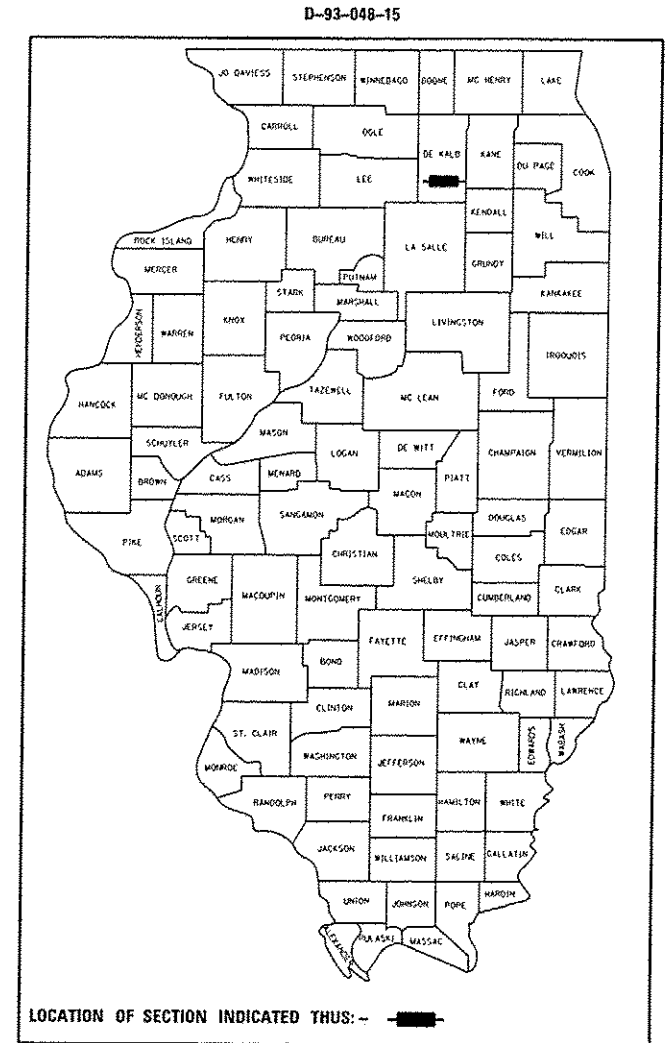 D-93-048-15
JO DAVIESS
STEPHENSON
WINNEBAGO
BOONE
MC HENRY
LAKE
CARROLL
OGLE
DE KALB
KANE
DU PAGE
COOK
WHITESIDE
LEE
KENDALL
WILL
ROCK ISLAND
HENRY
BUREAU
LA SALLE
GRUNDY
MERCER
PUTNAM
KANKAKEE
STARK
MARSHALL
HENDERSON
WARREN
KNOX
PEORIA
WOODFORD
LIVINGSTON
IROQUOIS
HANCOCK
MC DONOUGH
FULTON
TAZEWELL
MC LEAN
FORD
SCHUYLER
MASON
LOGAN
DE WITT
CHAMPAIGN
VERMILION
ADAMS
BROWN
CASS
MENARD
MACON
PIATT
PIKE
SCOTT
MORGAN
SANGAMON
CHRISTIAN
MOULTRIE
DOUGLAS
EDGAR
COLES
CALHOUN
GREENE
MACOUPIN
MONTGOMERY
SHELBY
CUMBERLAND
CLARK
JERSEY
FAYETTE
EFFINGHAM
JASPER
CRAWFORD
MADISON
BOND
CLAY
RICHLAND
LAWRENCE
CLINTON
MARION
ST. CLAIR
WAYNE
EDWARDS
WABASH
MONROE
WASHINGTON
JEFFERSON
RANDOLPH
PERRY
HAMILTON
WHITE
FRANKLIN
JACKSON
WILLIAMSON
SALINE
GALLATIN
UNION
JOHNSON
POPE
HARDIN
ALEXANDER
PULASKI
MASSAC
LOCATION OF SECTION INDICATED THUS: -